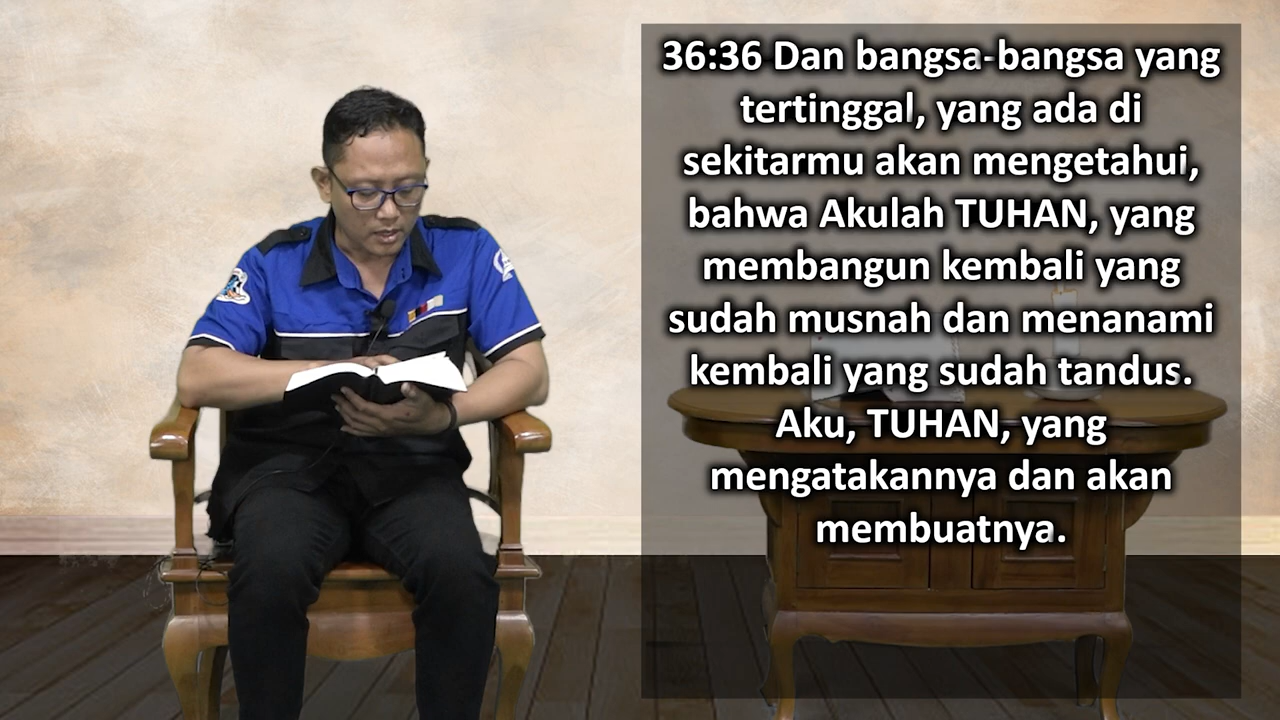 36:36 Dan bangsa-bangsa yang
tertinggal, yang ada di
sekitarmu akan mengetahui,
bahwa Akulah TUHAN, yang
membangun kembali yang
sudah musnah dan menanami
kembali yang sudah tandus.
Aku, TUHAN, yang
mengatakannya dan akan
membuatnya.